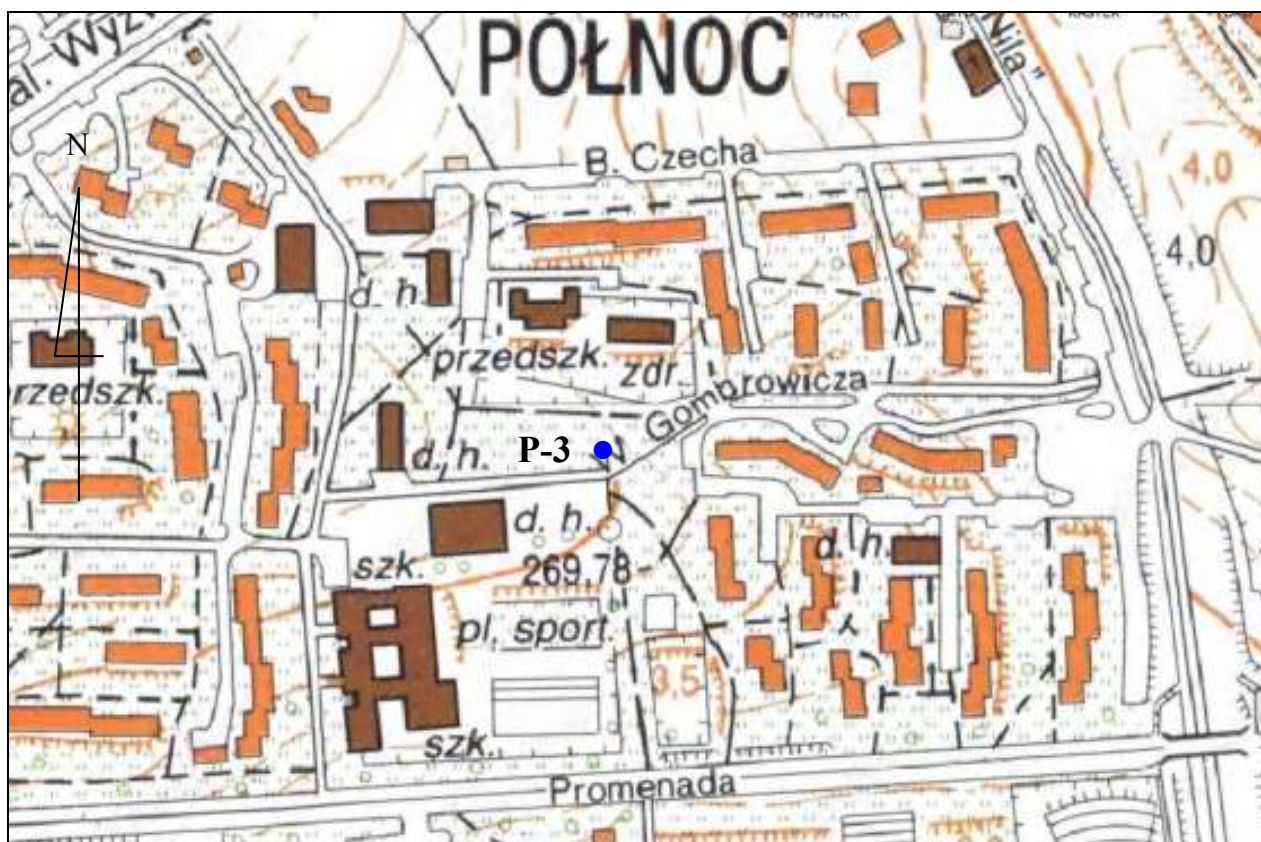 PÓŁNOC
Nila"
al. Wyz
N
B. Czecha
4,0
4,0
d. h.
przedszk.
zdr.
rzedszk.
Gombrowicza
P-3
d. h.
d. h.
szk.
269,78
d. h.
pl. sport.
3,5
szk.
Promenada